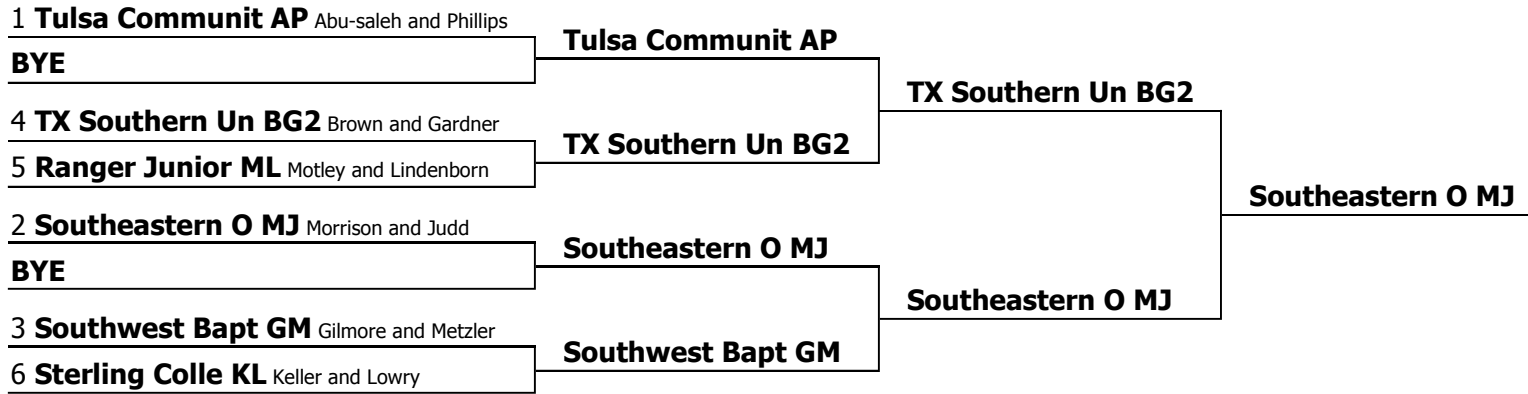 1 Tulsa Communit AP Abu-saleh and Phillips
BYE
4 TX Southern Un BG2 Brown and Gardner
5 Ranger Junior ML Motley and Lindenborn
2 Southeastern O MJ Morrison and Judd
BYE
3 Southwest Bapt GM Gilmore and Metzler
6 Sterling Colle KL Keller and Lowry
Tulsa Communit AP
TX Southern Un BG2
Southeastern O MJ
Southwest Bapt GM
TX Southern Un BG2
Southeastern O MJ
Southeastern O MJ